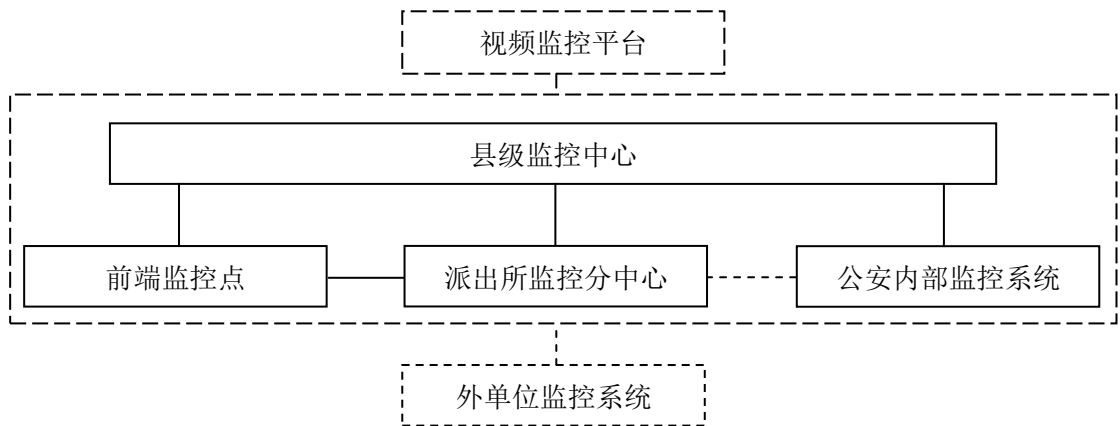 视频监控平台
县级监控中心
前端监控点
派出所监控分中心
公安内部监控系统
外单位监控系统